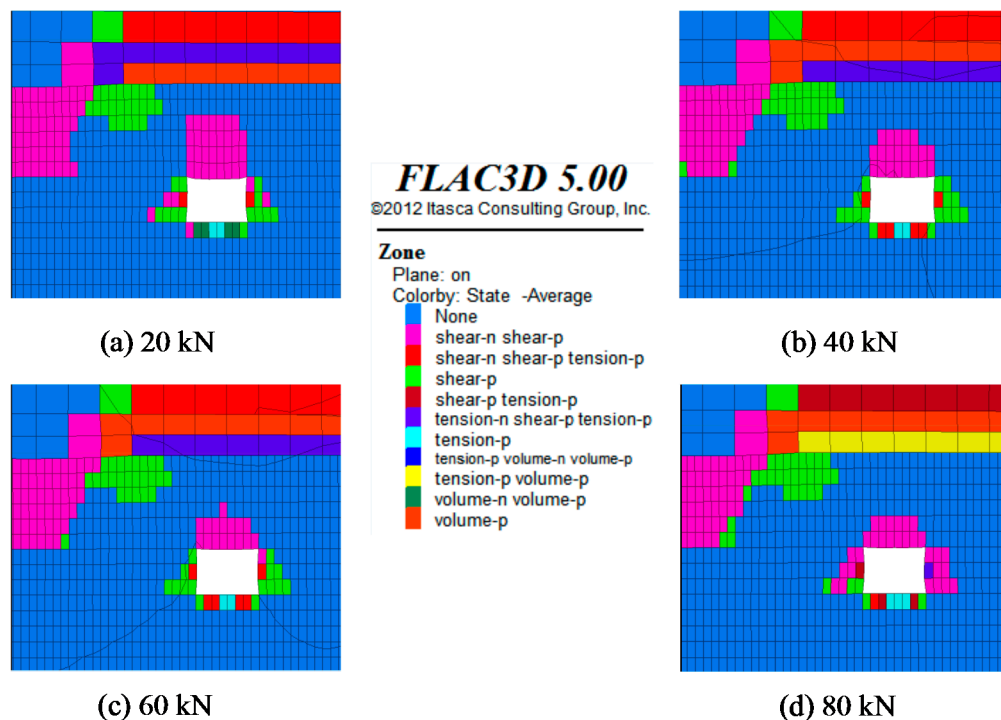 FLAC3D 5.00
©2012 Itasca Consulting Group, Inc.
Zone
Plane: on
Colorby: State -Average
None
shear-n shear-p
shear-n shear-p tension-p
shear-p
shear-p tension-p
tension-n shear-p tension-p
tension-p
tension-p volume-n volume-p
tension-p volume-p
volume-n volume-p
volume-p
(a) 20 kN
(b) 40 kN
(c) 60 kN
(d) 80 kN